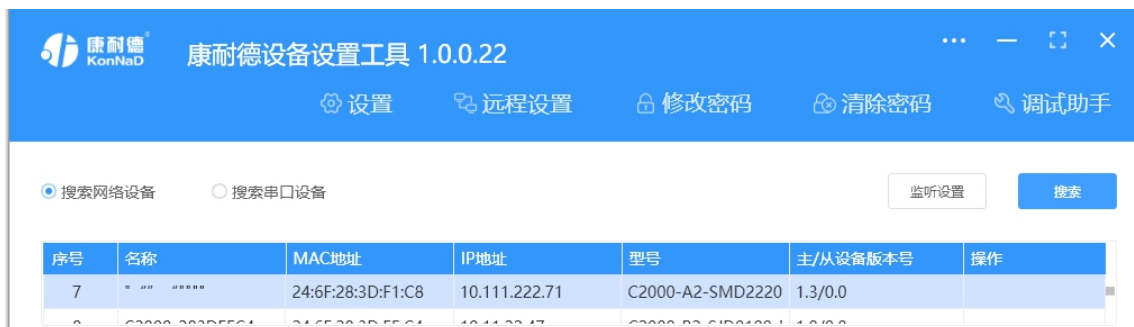 康耐德®
KonNaD
康耐德设备设置工具 1.0.0.22
设置 远程设置 修改密码 清除密码 调试助手
搜索网络设备 搜索串口设备 监听设置 搜索
序号 名称 MAC地址 IP地址 型号 主/从设备版本号 操作
7 24:6F:28:3D:F1:C8 10.111.222.71 C2000-A2-SMD2220 1.3/0.0